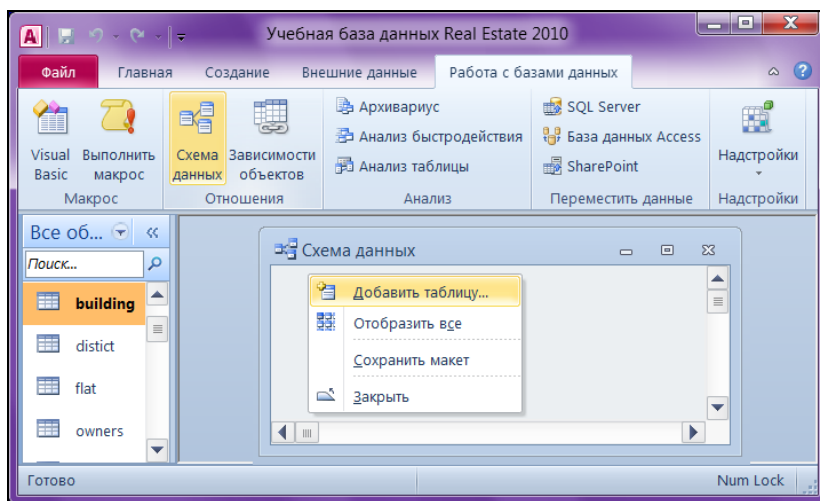 A
Учебная база данных Real Estate 2010
Файл Главная Создание Внешние данные Работа с базами данных
Visual Basic
Выполнить макрос
Макрос
Схема данных
Зависимости объектов
Отношения
Архивариус
Анализ быстродействия
Анализ таблицы
Анализ
SQL Server
База данных Access
SharePoint
Переместить данные
Надстройки
Надстройки
Все об...
Поиск...
building
distict
flat
owners
Схема данных
Добавить таблицу...
Отобразить все
Сохранить макет
Закрыть
Готово
Num Lock